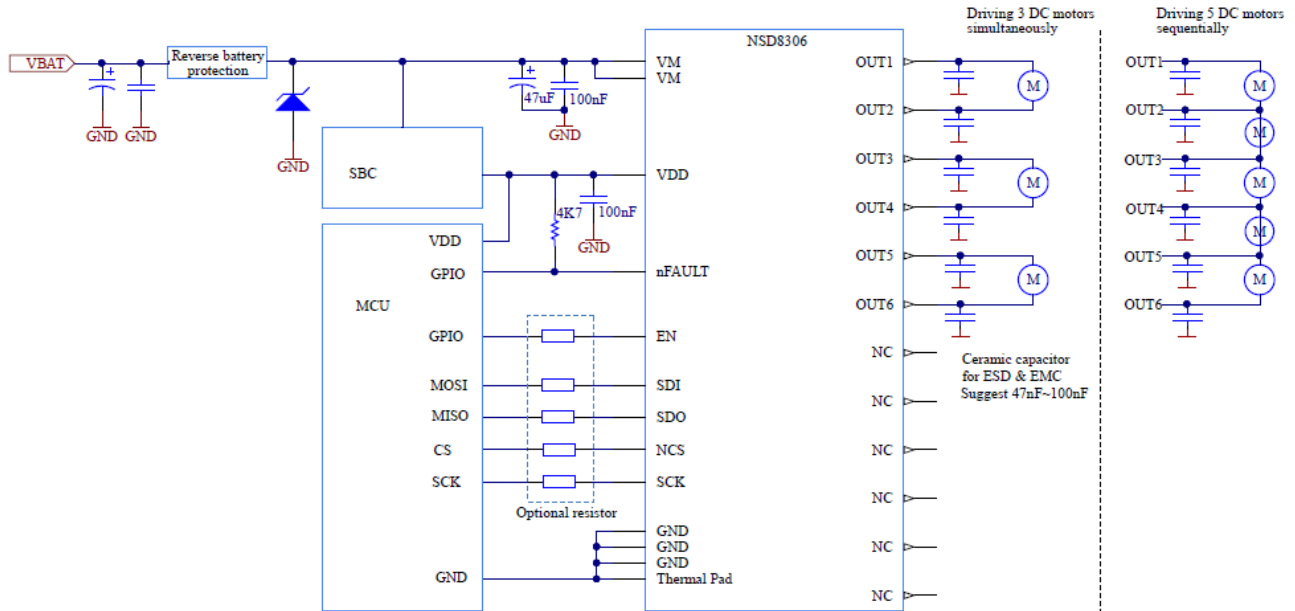 Driving 3 DC motors
simultaneously
Driving 5 DC motors
sequentially
NSD8306
VBAT
Reverse battery
protection
GND
GND
GND
47uF
100nF
GND
VM
VM
SBC
VDD
4K7
100nF
GND
MCU
VDD
GPIO
nFAULT
GPIO
EN
MOSI
SDI
MISO
SDO
CS
NCS
SCK
SCK
Optional resistor
GND
GND
GND
GND
Thermal Pad
OUT1
OUT2
OUT3
OUT4
OUT5
OUT6
NC
NC
NC
NC
NC
NC
M
M
M
Ceramic capacitor
for ESD & EMC
Suggest 47nF~100nF
OUT1
OUT2
OUT3
OUT4
OUT5
OUT6
M
M
M
M
M